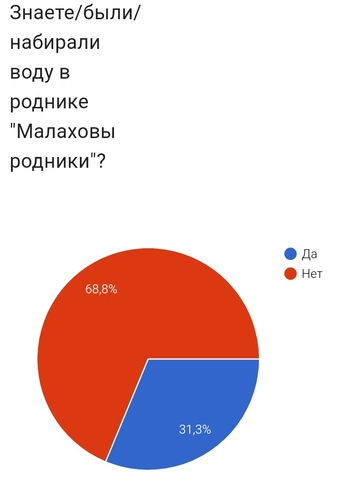 Знаете/были/
набирали
воду в
роднике
"Малаховы
родники"?
Да
Нет
68,8%
31,3%